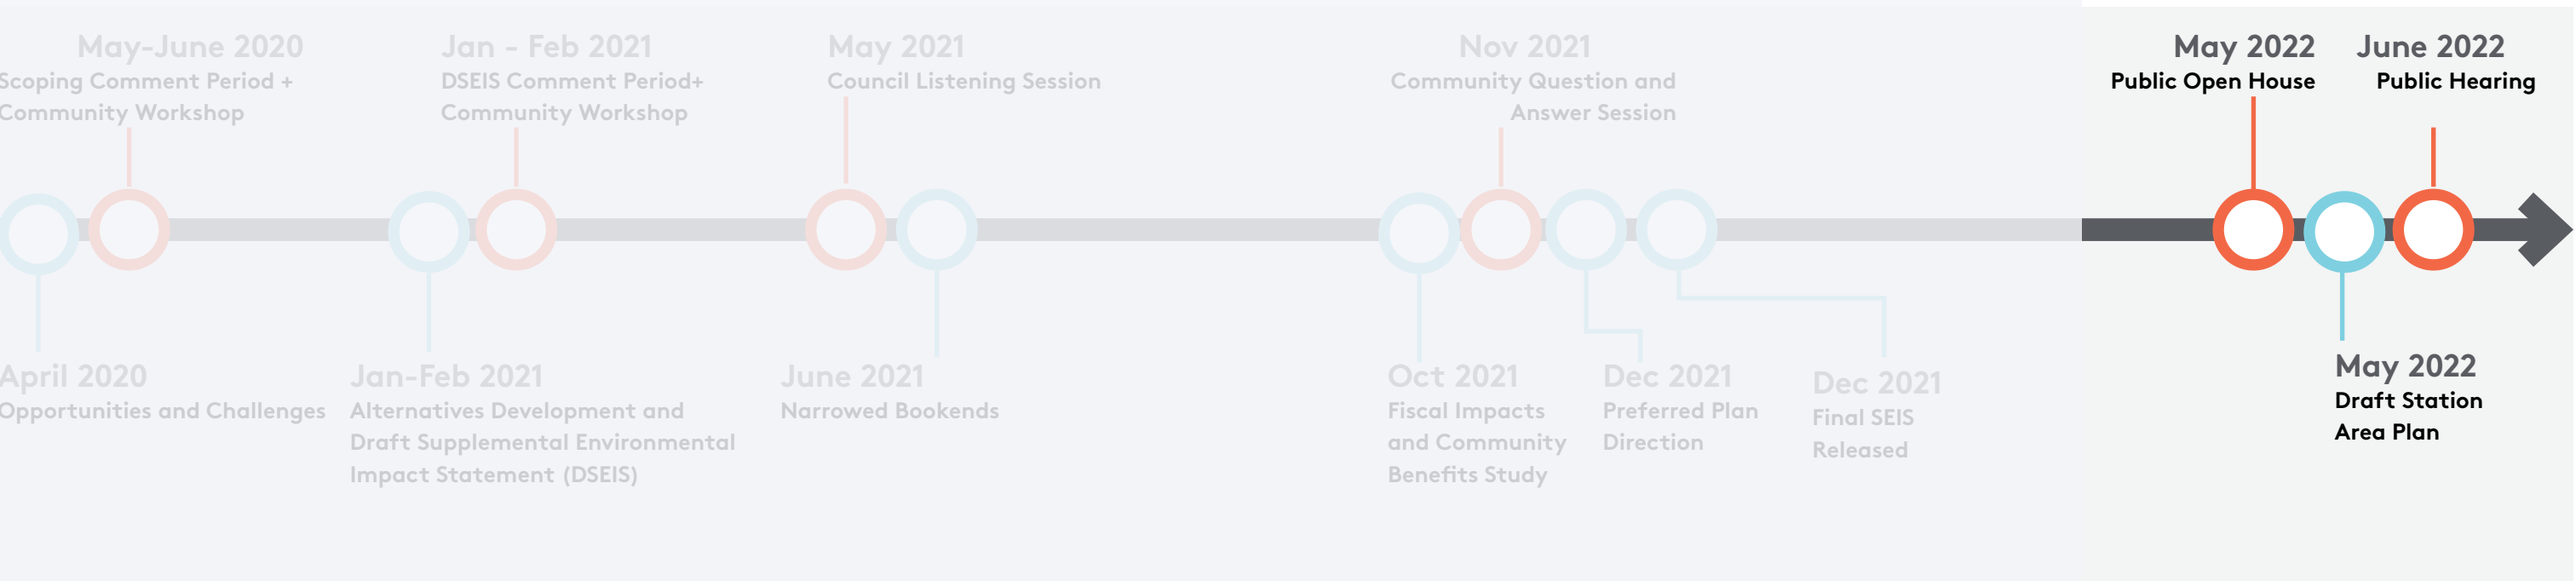 May-June 2020
Scoping Comment Period +
Community Workshop
Jan - Feb 2021
DSEIS Comment Period+
Community Workshop
May 2021
Council Listening Session
Nov 2021
Community Question and
Answer Session
May 2022
Public Open House
June 2022
Public Hearing
April 2020
Opportunities and Challenges
Jan-Feb 2021
Alternatives Development and
Draft Supplemental Environmental
Impact Statement (DSEIS)
June 2021
Narrowed Bookends
Oct 2021
Fiscal Impacts
and Community
Benefits Study
Dec 2021
Preferred Plan
Direction
Dec 2021
Final SEIS
Released
May 2022
Draft Station
Area Plan